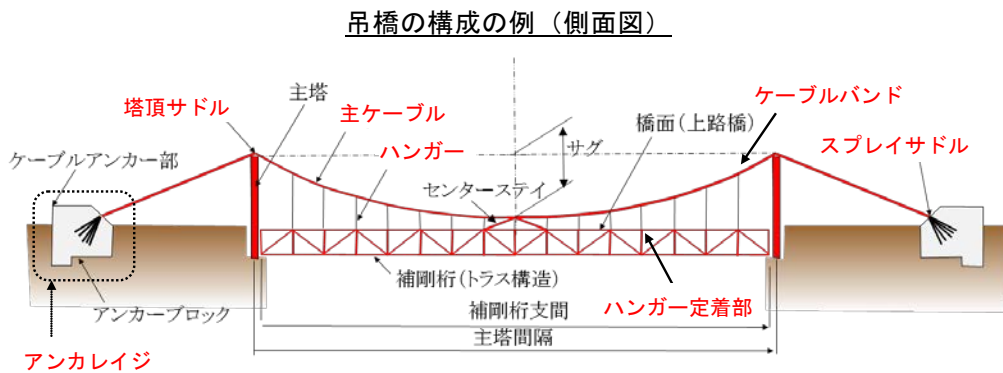 吊橋の構成の例（側面図）
塔頂サドル
主塔
主ケーブル
ハンガー
ケーブルバンド
橋面(上路橋)
サグ
スプレイサドル
ケーブルアンカー部
センターステイ
補剛桁(トラス構造)
アンカーブロック
補剛桁支間
ハンガー定着部
主塔間隔
アンカレイジ